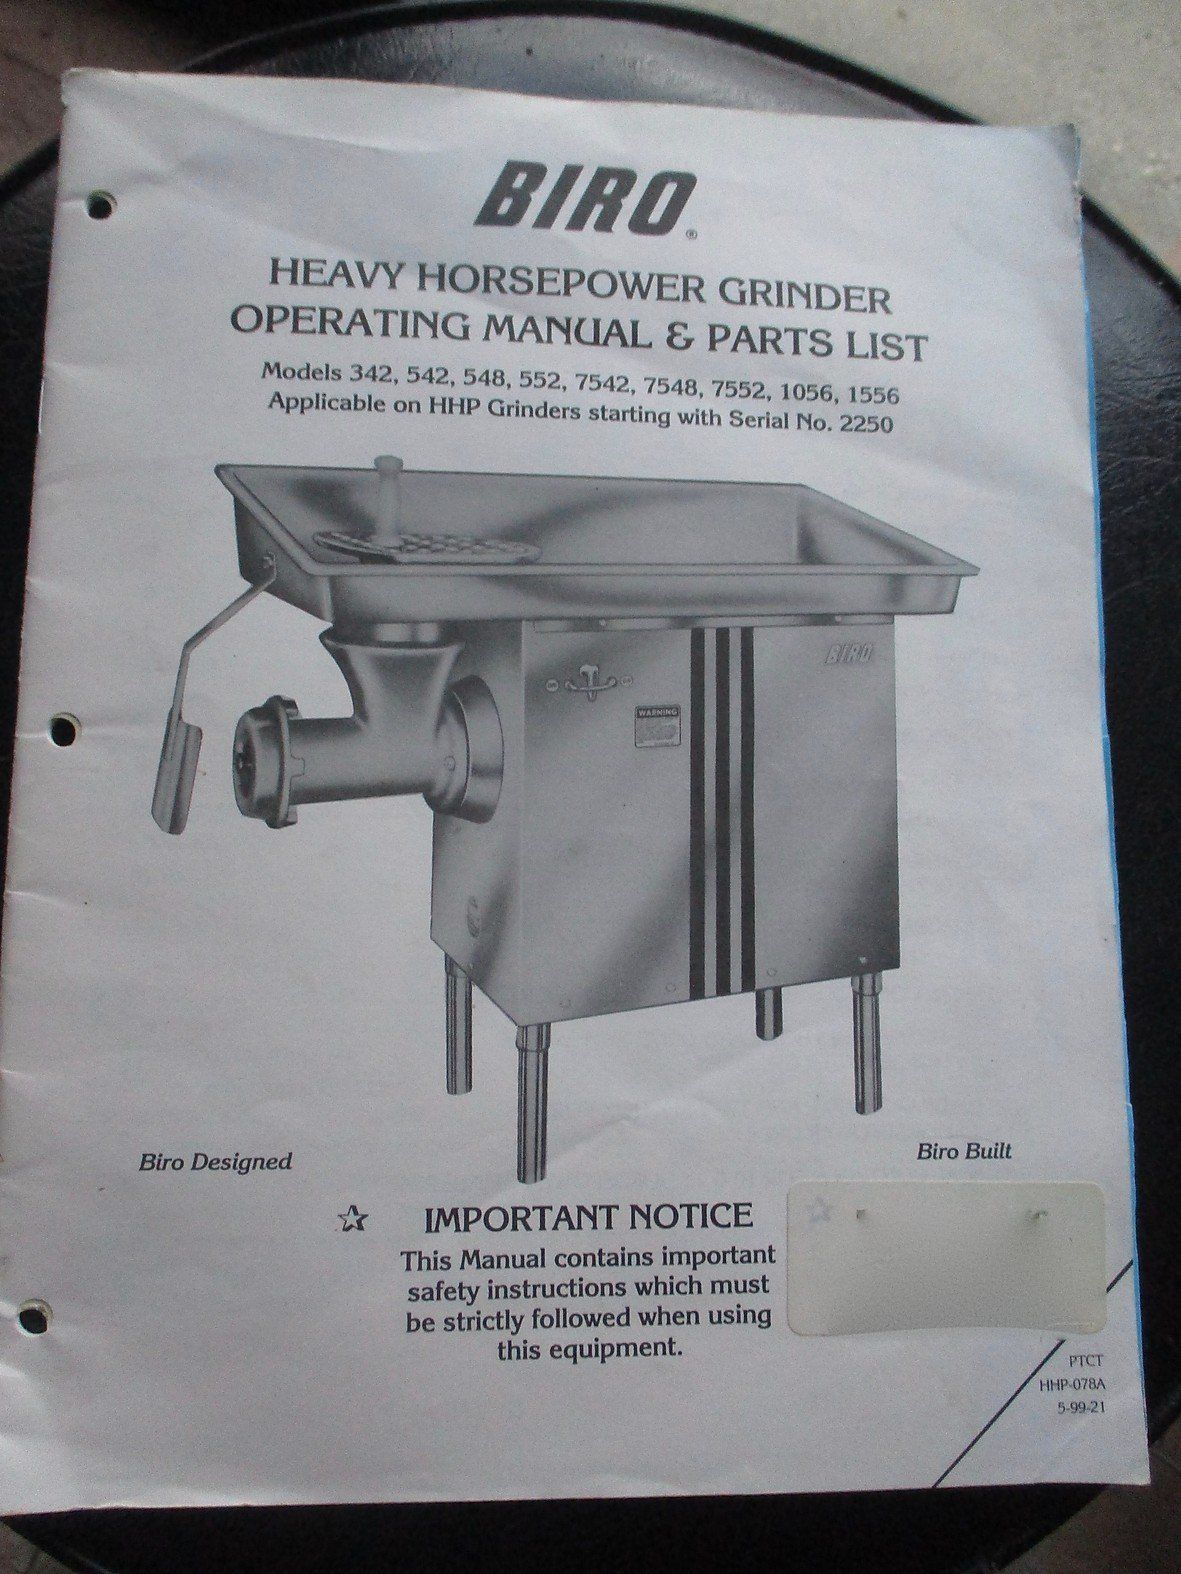 BIRO®
HEAVY HORSEPOWER GRINDER
OPERATING MANUAL & PARTS LIST
Models 342, 542, 548, 552, 7542, 7548, 7552, 1056, 1556
Applicable on HHP Grinders starting with Serial No. 2250
BIRO
WARNING
Biro Designed
Biro Built
☆ IMPORTANT NOTICE
This Manual contains important
safety instructions which must
be strictly followed when using
this equipment.
PTCT
HHP-078A
5-99-21